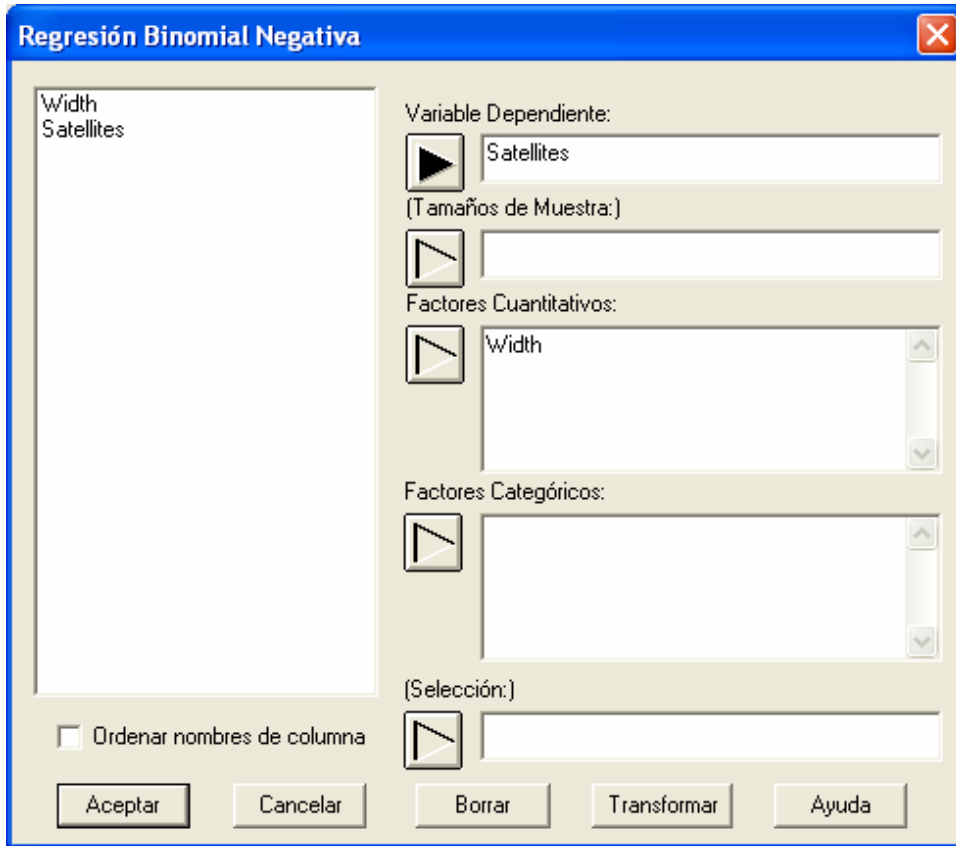 Regresión Binomial Negativa
Width
Satellites
Variable Dependiente:
Satellites
(Tamaños de Muestra:)
Factores Cuantitativos:
Width
Factores Categóricos:
(Selección:)
Ordenar nombres de columna
Aceptar
Cancelar
Borrar
Transformar
Ayuda